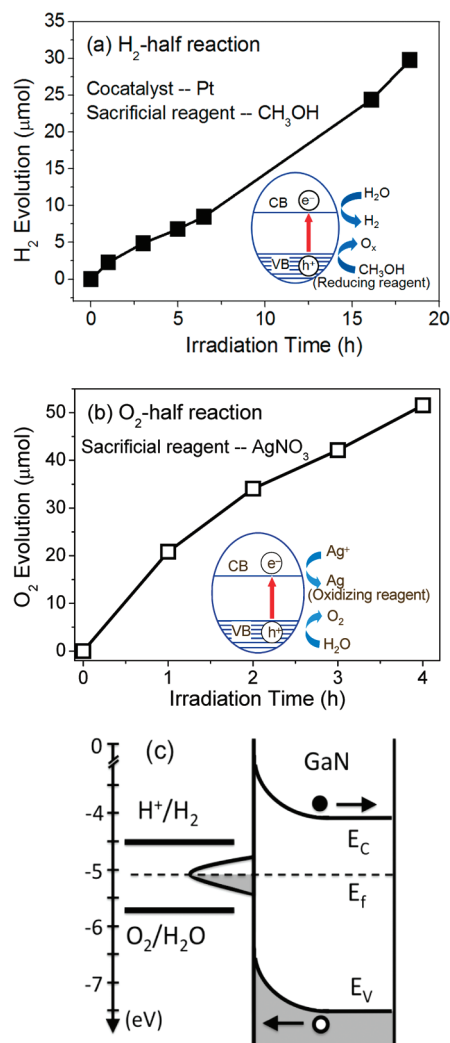 (a) H₂-half reaction
Cocatalyst -- Pt
Sacrificial reagent -- CH₃OH
H₂ Evolution (μmol)
35
30
25
20
15
10
5
0
CB
e⁻
H₂O
H₂
Oₓ
VB
h⁺
CH₃OH
(Reducing reagent)
0
5
10
15
20
Irradiation Time (h)
(b) O₂-half reaction
Sacrificial reagent -- AgNO₃
O₂ Evolution (μmol)
50
40
30
20
10
0
CB
e⁻
Ag⁺
Ag
(Oxidizing reagent)
O₂
VB
h⁺
H₂O
0
1
2
3
4
Irradiation Time (h)
(c)
GaN
0
-4
-5
-6
-7
(eV)
H⁺/H₂
O₂/H₂O
E_C
E_f
E_V